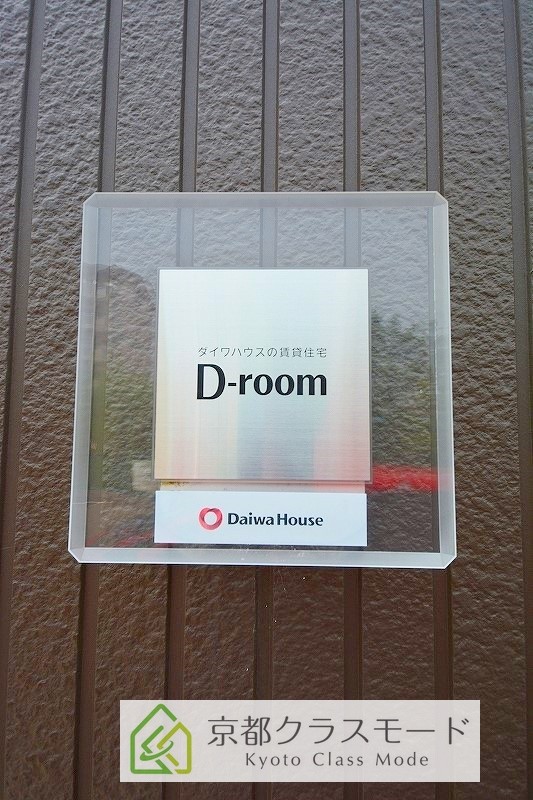 ダイワハウスの賃貸住宅
D-room
Daiwa House
京都クラスモード
Kyoto Class Mode